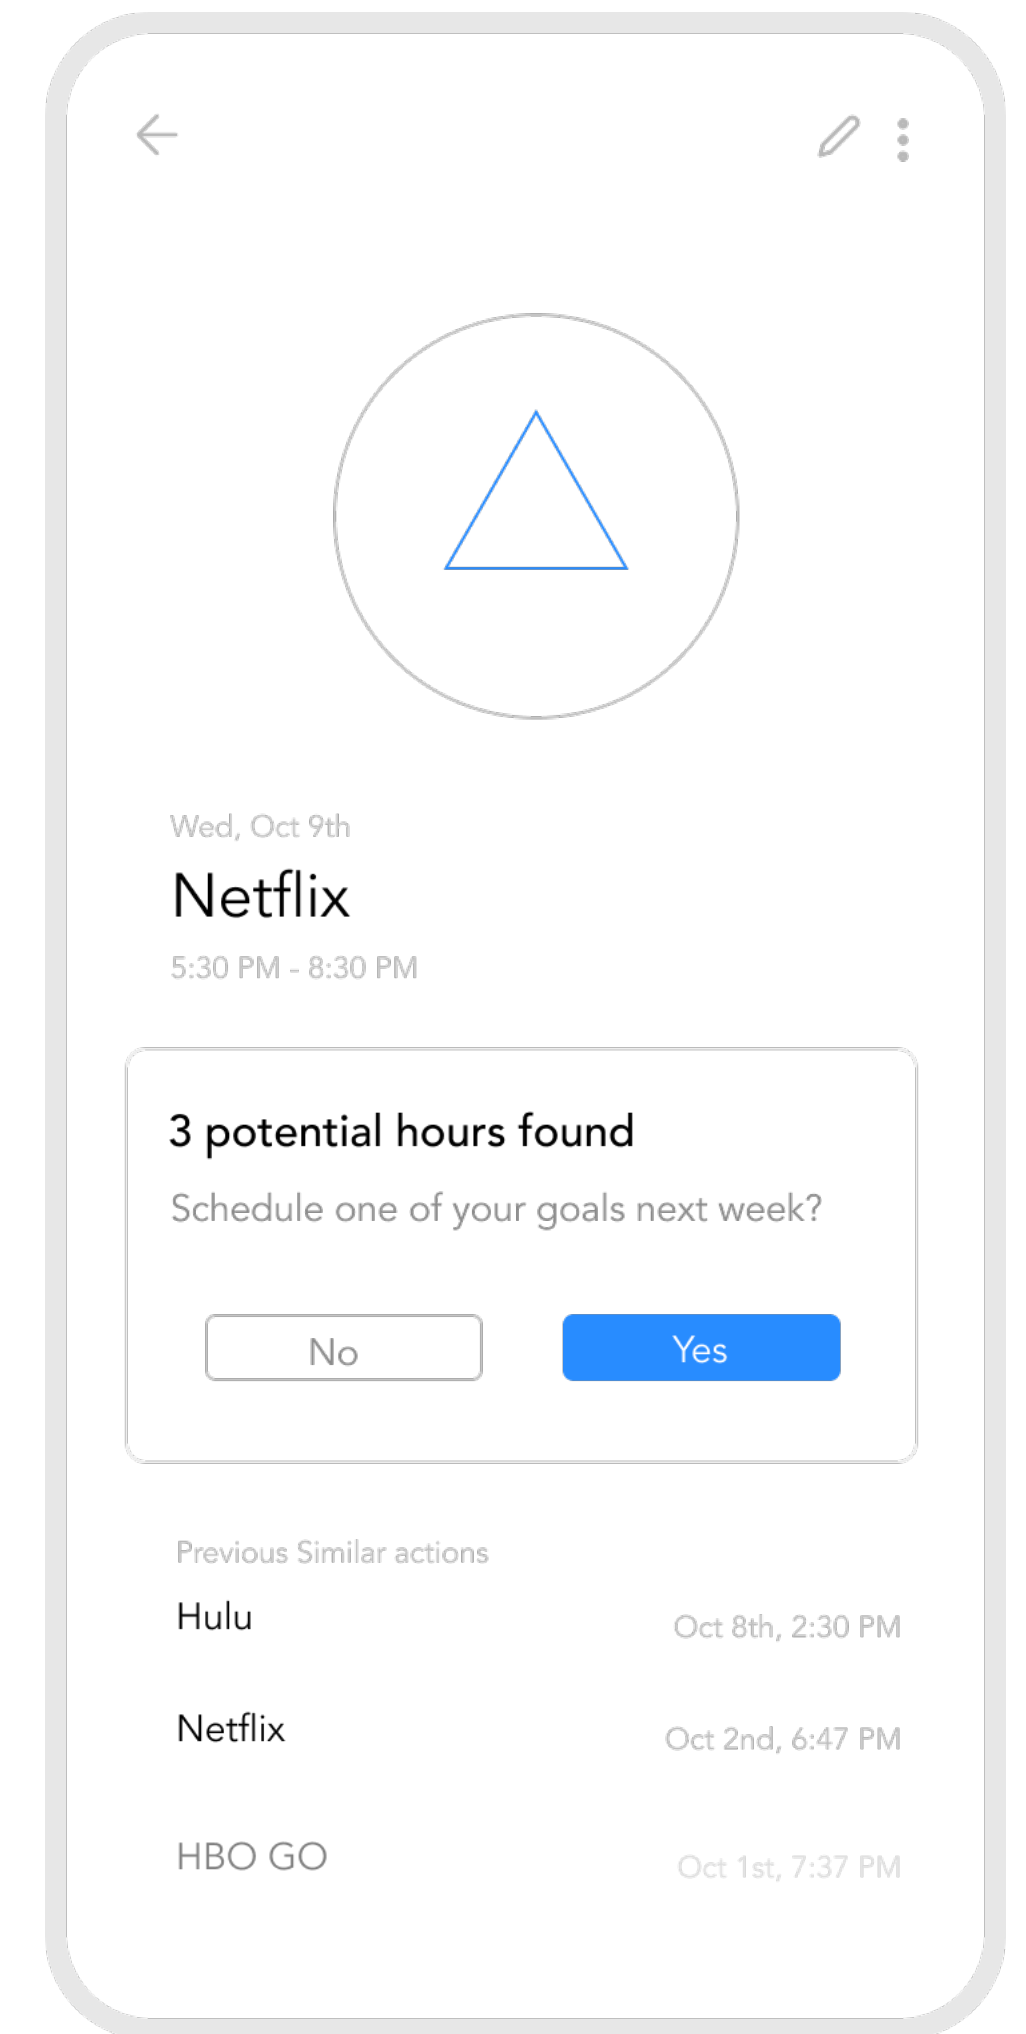 Wed, Oct 9th
Netflix
5:30 PM - 8:30 PM
3 potential hours found
Schedule one of your goals next week?
No
Yes
Previous Similar actions
Hulu
Oct 8th, 2:30 PM
Netflix
Oct 2nd, 6:47 PM
HBO GO
Oct 1st, 7:37 PM